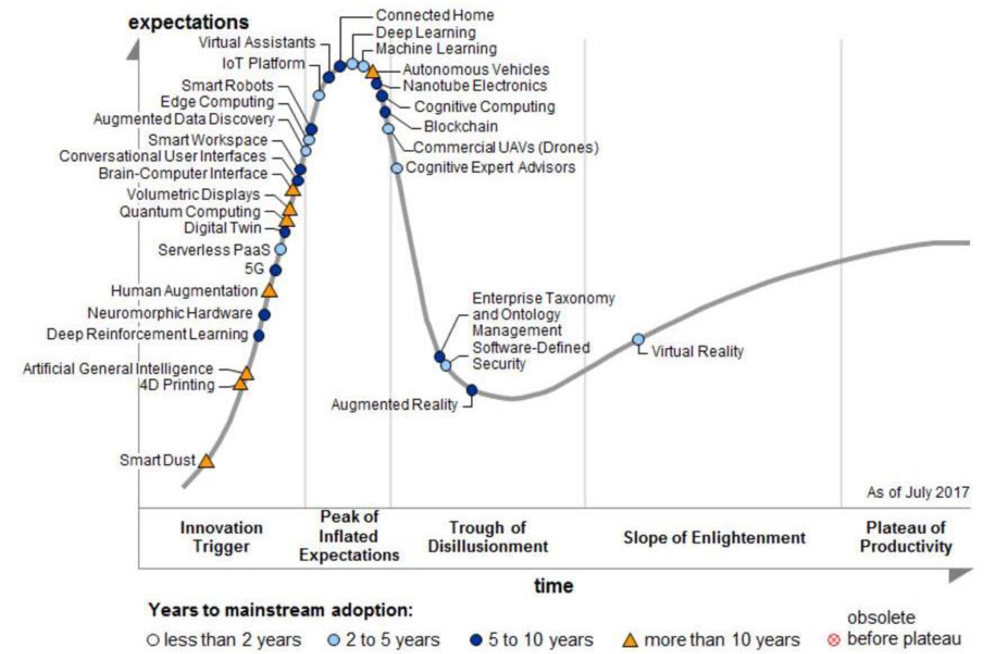 expectations
Connected Home
Deep Learning
Virtual Assistants
Machine Learning
IoT Platform
Autonomous Vehicles
Smart Robots
Nanotube Electronics
Edge Computing
Cognitive Computing
Augmented Data Discovery
Blockchain
Smart Workspace
Commercial UAVs (Drones)
Conversational User Interfaces
Cognitive Expert Advisors
Brain-Computer Interface
Volumetric Displays
Quantum Computing
Digital Twin
Serverless PaaS
5G
Human Augmentation
Neuromorphic Hardware
Deep Reinforcement Learning
Artificial General Intelligence
4D Printing
Smart Dust
Enterprise Taxonomy
and Ontology
Management
Software-Defined
Security
Augmented Reality
Virtual Reality
As of July 2017
Innovation
Trigger
Peak of
Inflated
Expectations
Trough of
Disillusionment
Slope of Enlightenment
Plateau of
Productivity
time
Years to mainstream adoption:
less than 2 years
2 to 5 years
5 to 10 years
more than 10 years
obsolete
before plateau